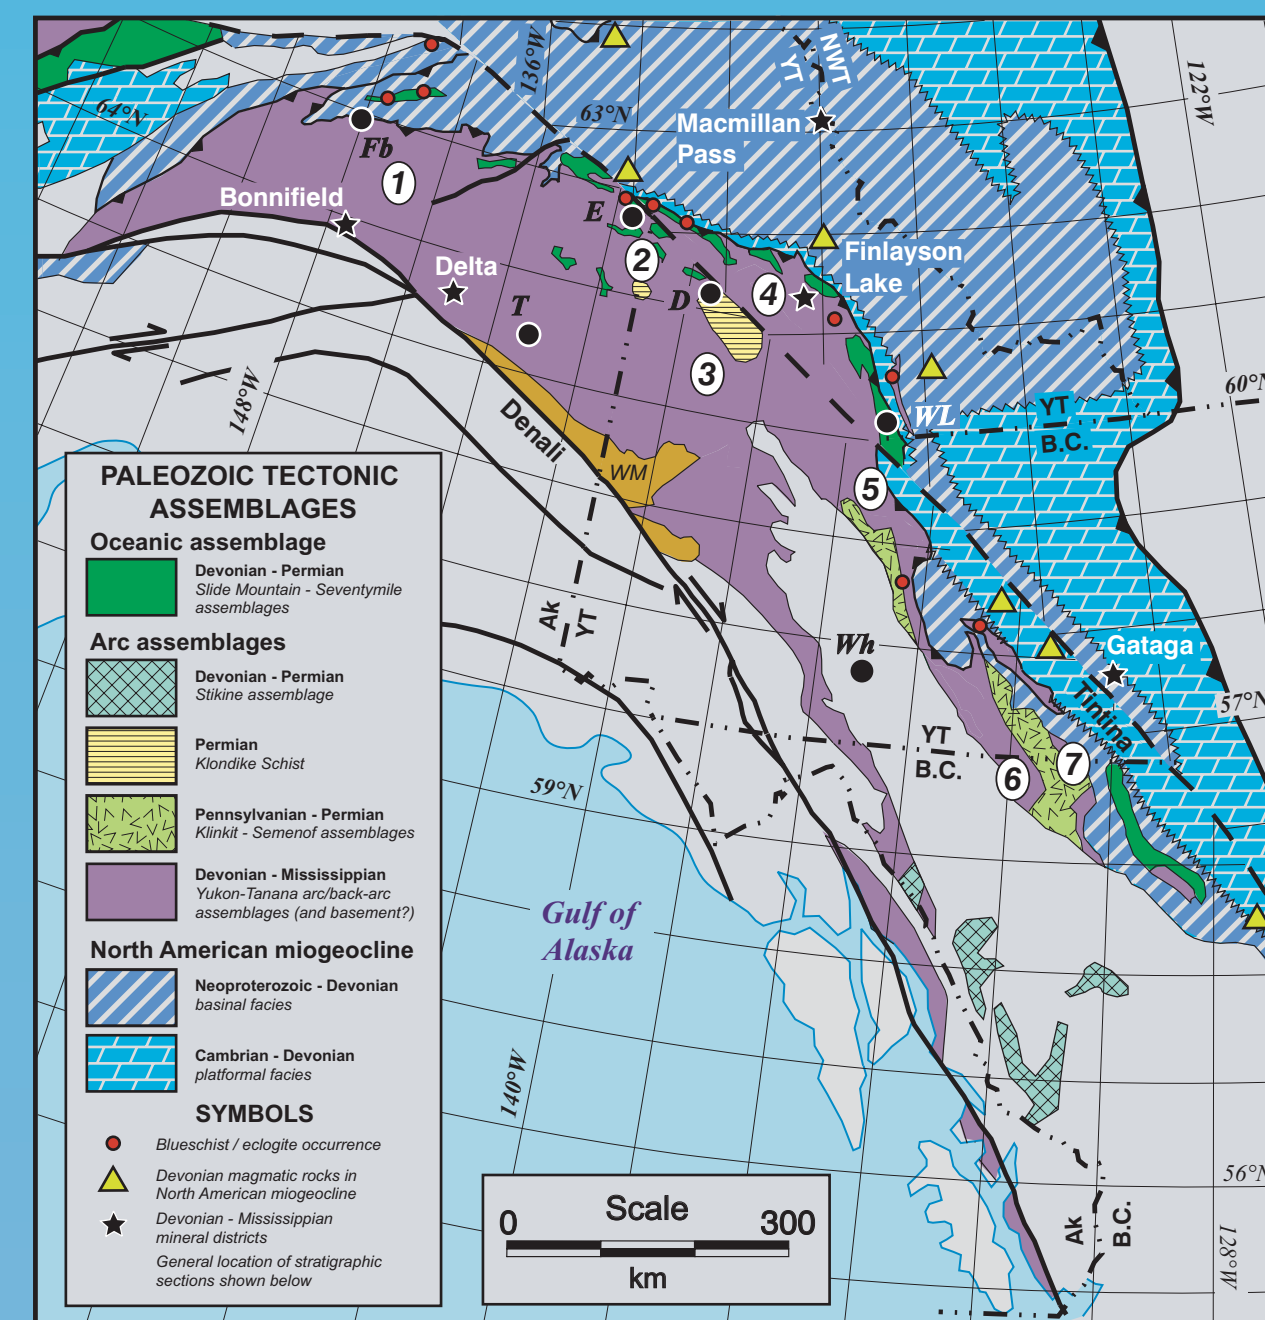 136°W
NWT
YT
122°W
64°N
63°N
Macmillan
Pass
Fb
1
Bonnifield
E
2
Finlayson
Lake
Delta
D
4
T
3
60°N
148°W
YT
WL
B.C.
Denali
WM
5
PALEOZOIC TECTONIC
ASSEMBLAGES
Oceanic assemblage
Devonian - Permian
Slide Mountain - Seventymile
assemblages
Arc assemblages
Devonian - Permian
Stikine assemblage
Permian
Klondike Schist
Pennsylvanian - Permian
Klinkit - Semenof assemblages
Devonian - Mississippian
Yukon-Tanana arc/back-arc
assemblages (and basement?)
North American miogeocline
Neoproterozoic - Devonian
basinal facies
Cambrian - Devonian
platformal facies
SYMBOLS
Blueschist / eclogite occurrence
Devonian magmatic rocks in
North American miogeocline
Devonian - Mississippian
mineral districts
General location of stratigraphic
sections shown below
Ak
YT
Wh
Gataga
Tintina
57°N
YT
B.C.
6
7
59°N
Gulf of
Alaska
140°W
56°N
Ak
B.C.
128°W
Scale
0
300
km